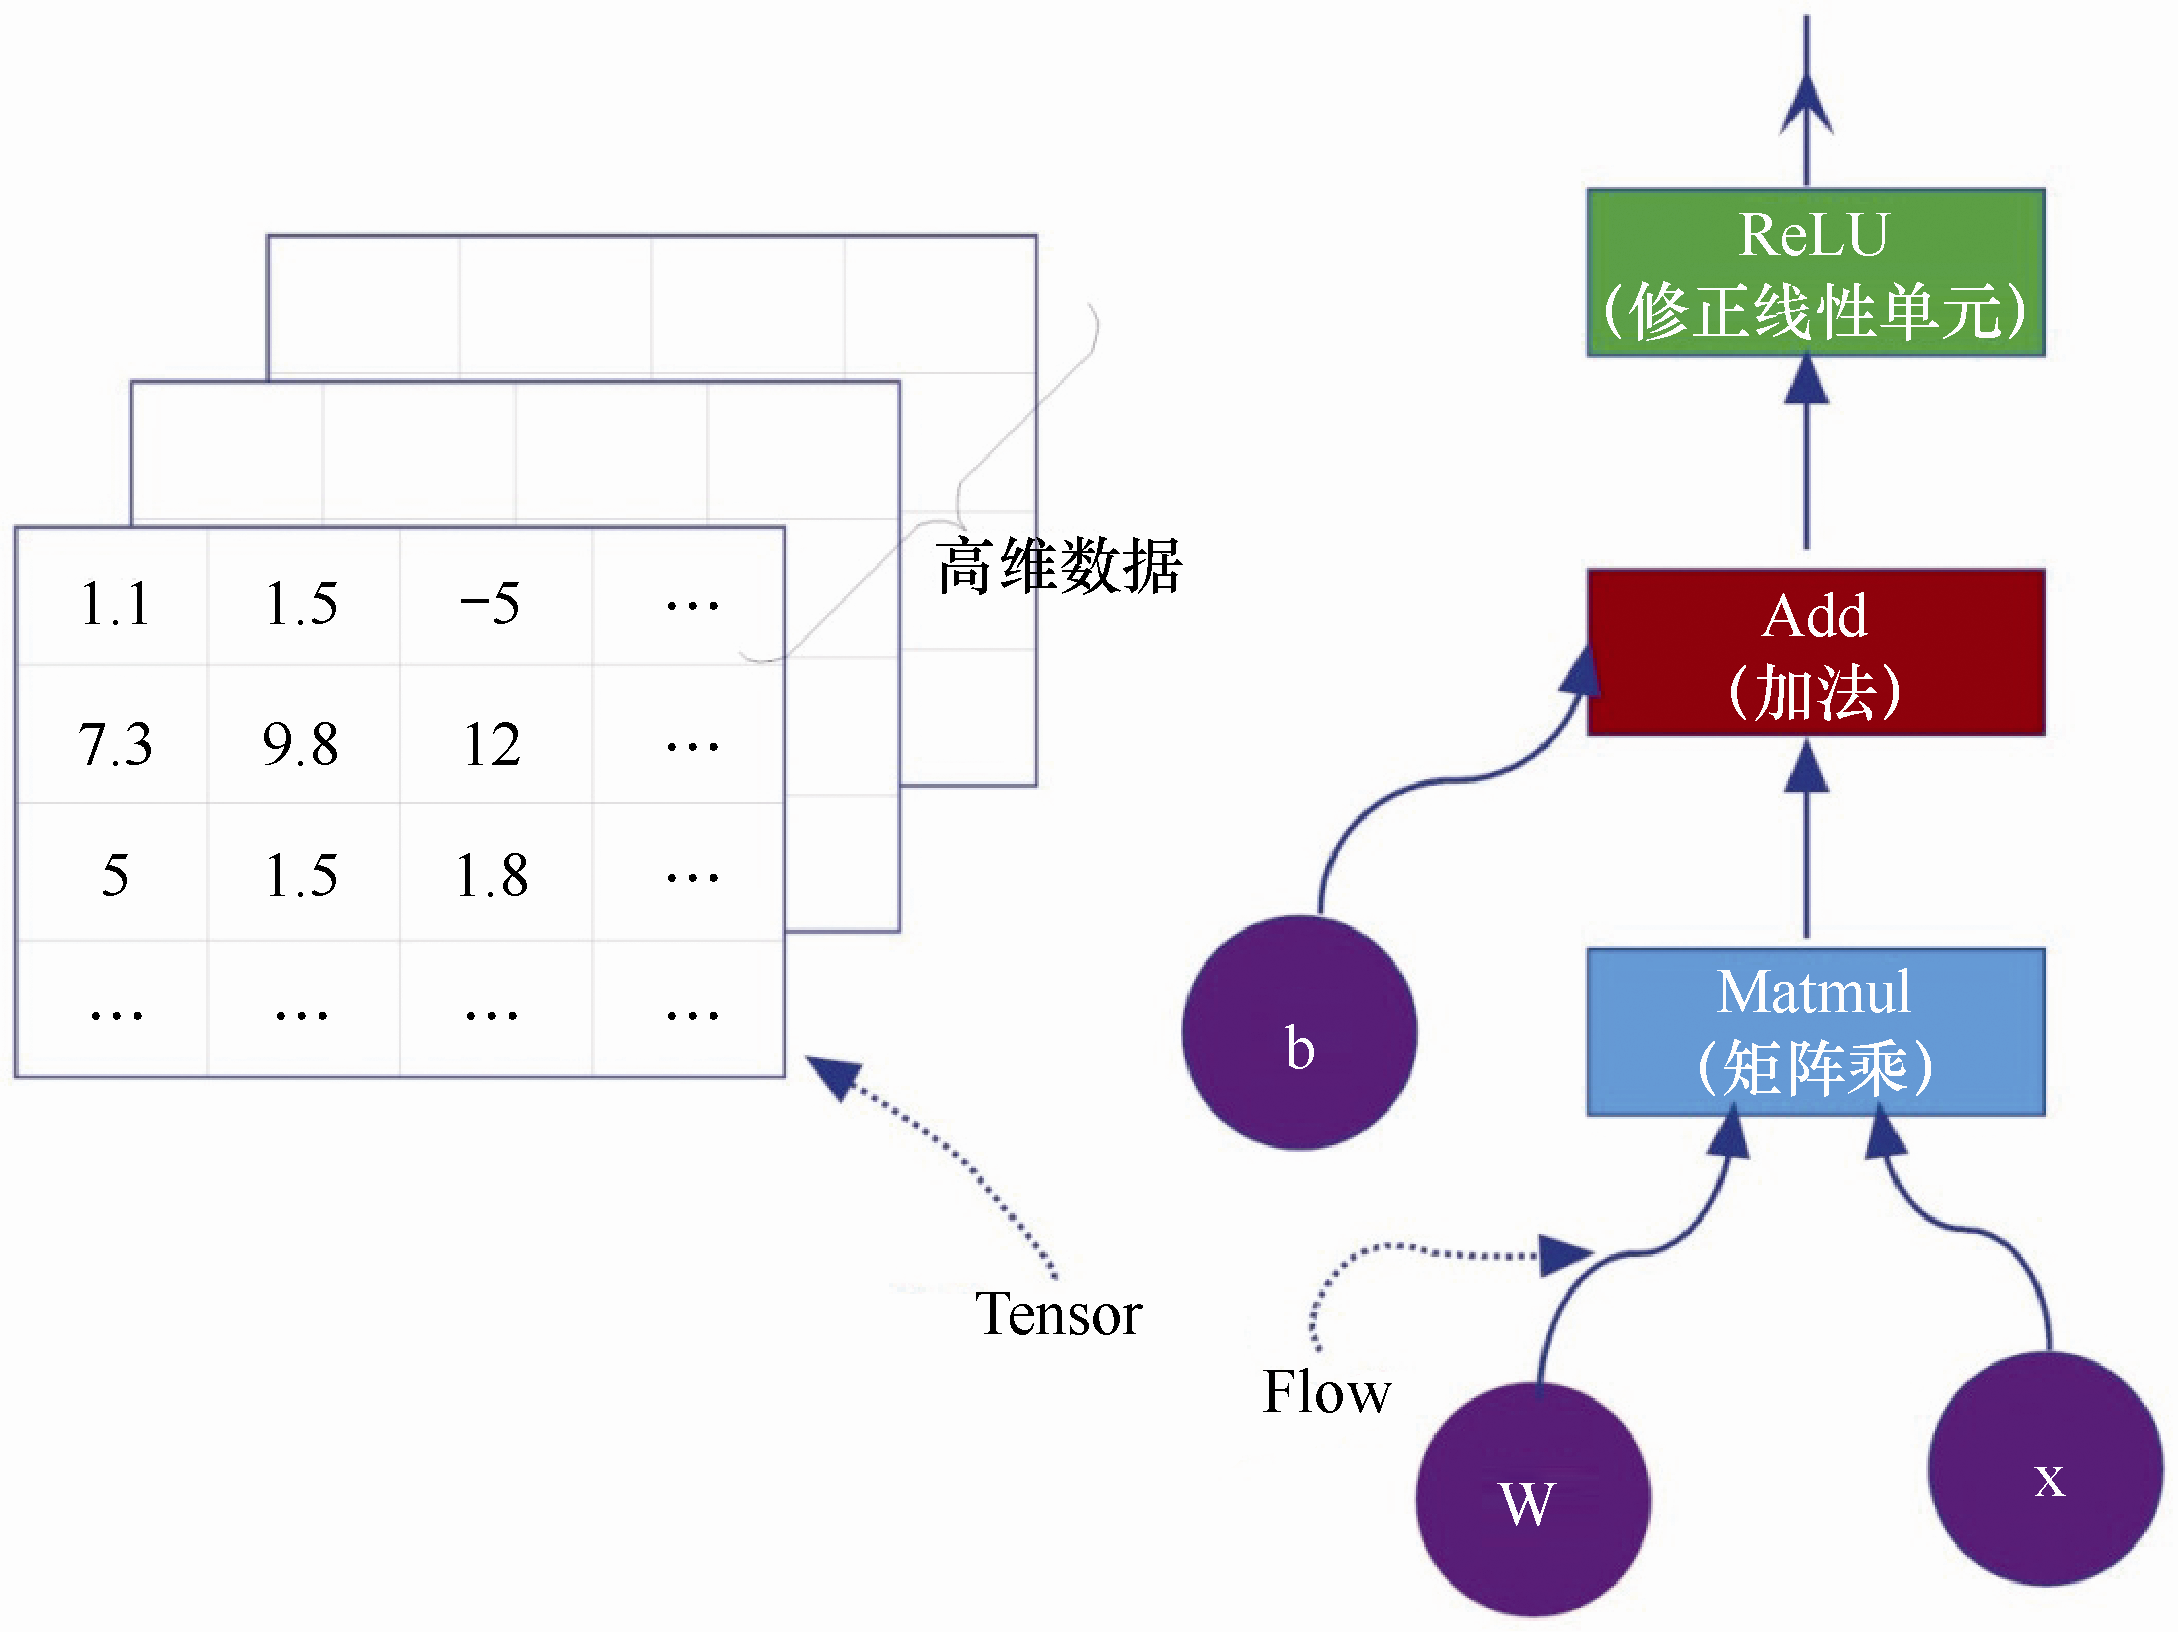 1.1 1.5 -5 …
7.3 9.8 12 …
5 1.5 1.8 …
… … … …
高维数据
Tensor
ReLU
(修正线性单元)
Add
(加法)
Matmul
(矩阵乘)
b
Flow
W
x